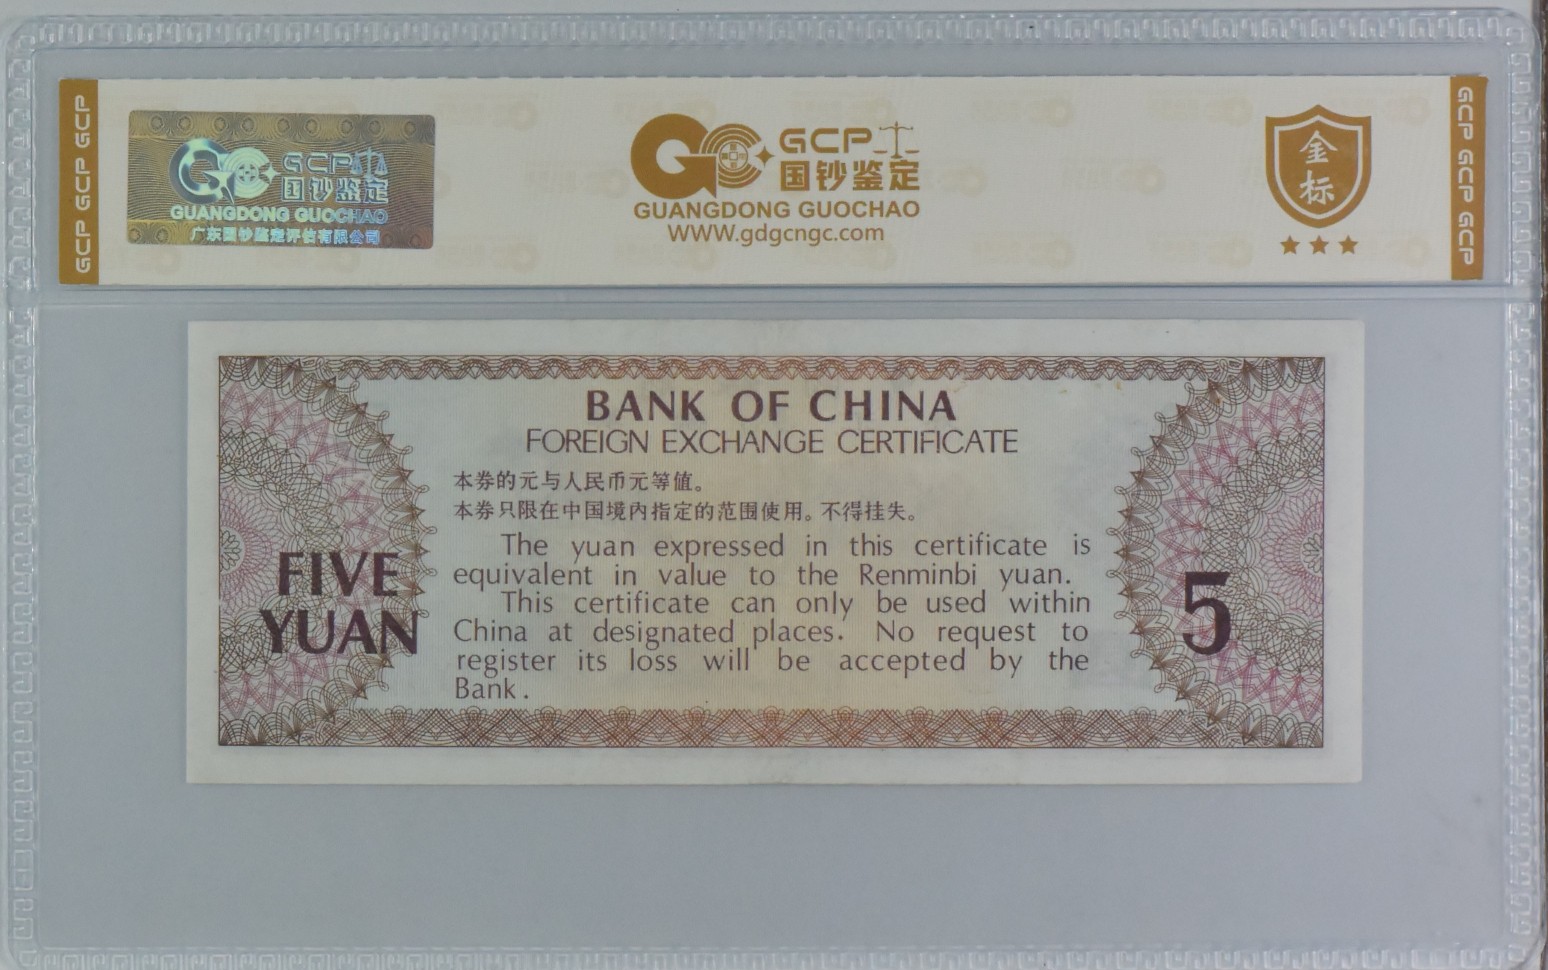 GCP GCP GCP
GCP
国钞鉴定
GUANGDONG GUOCHAO
广东国钞鉴定评估有限公司
GCP
国钞鉴定
GUANGDONG GUOCHAO
WWW.gdgcngc.com
金
标
GCP GCP GCP
BANK OF CHINA
FOREIGN EXCHANGE CERTIFICATE
本券的元与人民币元等值。
本券只限在中国境内指定的范围使用。不得挂失。
The yuan expressed in this certificate is
equivalent in value to the Renminbi yuan.
This certificate can only be used within
China at designated places. No request to
register its loss will be accepted by the
Bank.
FIVE
YUAN
5